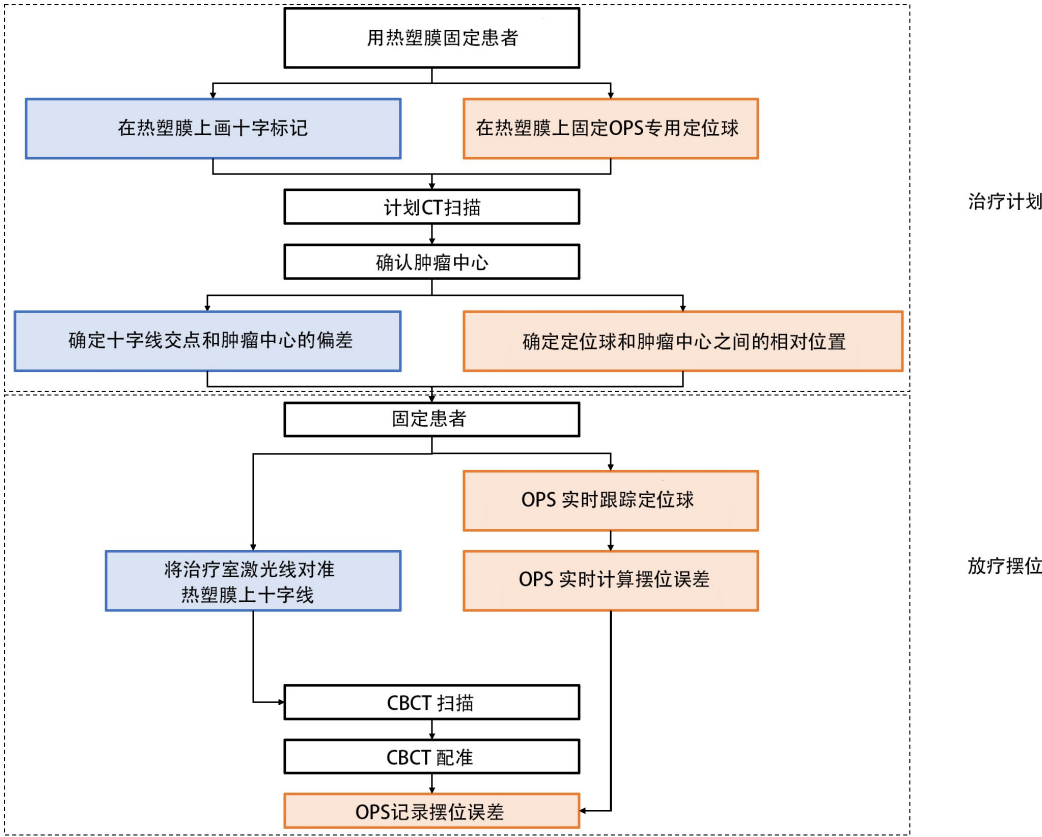 用热塑膜固定患者
在热塑膜上画十字标记
在热塑膜上固定OPS专用定位球
计划CT扫描
治疗计划
确认肿瘤中心
确定十字线交点和肿瘤中心的偏差
确定定位球和肿瘤中心之间的相对位置
固定患者
OPS 实时跟踪定位球
将治疗室激光线对准
热塑膜上十字线
OPS 实时计算摆位误差
放疗摆位
CBCT 扫描
CBCT 配准
OPS记录摆位误差